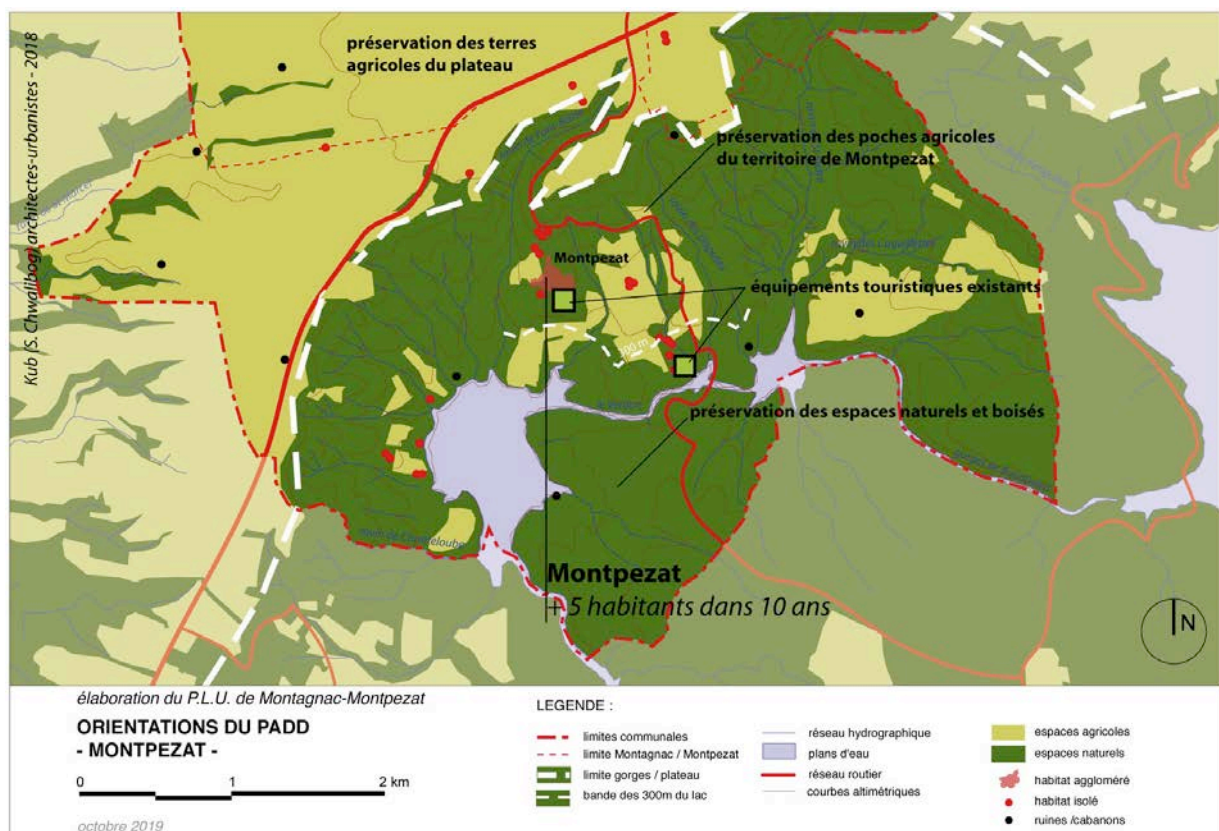 Kub (S. Chwalibog) architectes-urbanistes - 2018
préservation des terres
agricoles du plateau
préservation des poches agricoles
du territoire de Montpezat
Montpezat
équipements touristiques existants
300 m
préservation des espaces naturels et boisés
Montpezat
+ 5 habitants dans 10 ans
N
élaboration du P.L.U. de Montagnac-Montpezat
ORIENTATIONS DU PADD
- MONTPEZAT -
0 1 2 km
octobre 2019
LEGENDE :
limites communales
limite Montagnac / Montpezat
limite gorges / plateau
bande des 300m du lac
réseau hydrographique
plans d'eau
réseau routier
courbes altimétriques
espaces agricoles
espaces naturels
habitat aggloméré
habitat isolé
ruines /cabanons